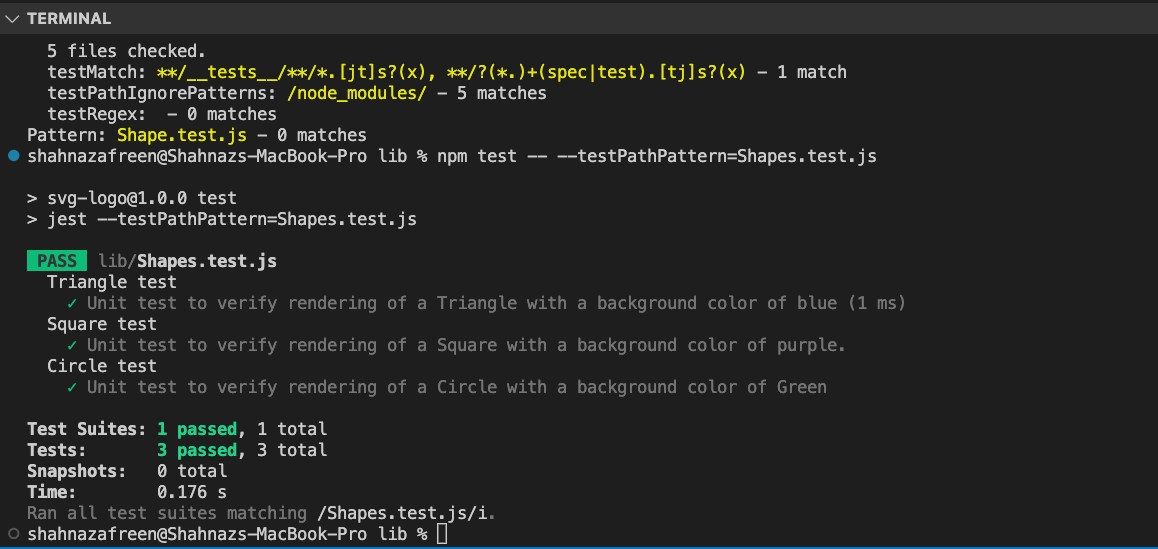 TERMINAL
5 files checked.
testMatch: **/__tests__/**/*.[jt]s?(x), **/?(*.)+(spec|test).[tj]s?(x) - 1 match
testPathIgnorePatterns: /node_modules/ - 5 matches
testRegex:  - 0 matches
Pattern: Shape.test.js - 0 matches
shahnazafreen@Shahnazs-MacBook-Pro lib % npm test -- --testPathPattern=Shapes.test.js
> svg-logo@1.0.0 test
> jest --testPathPattern=Shapes.test.js
PASS lib/Shapes.test.js
Triangle test
✓ Unit test to verify rendering of a Triangle with a background color of blue (1 ms)
Square test
✓ Unit test to verify rendering of a Square with a background color of purple.
Circle test
✓ Unit test to verify rendering of a Circle with a background color of Green
Test Suites: 1 passed, 1 total
Tests: 3 passed, 3 total
Snapshots: 0 total
Time: 0.176 s
Ran all test suites matching /Shapes.test.js/i.
shahnazafreen@Shahnazs-MacBook-Pro lib %